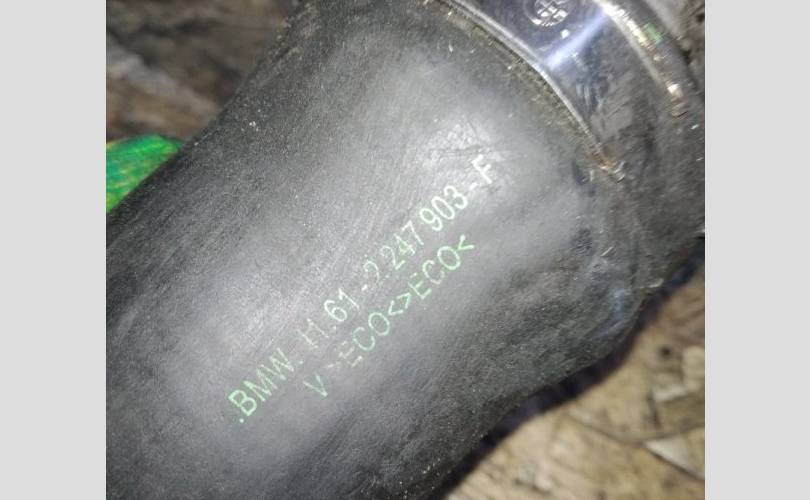 .BMW. 11.61 - 2 247 903 - F
V >ECO<>ECO<